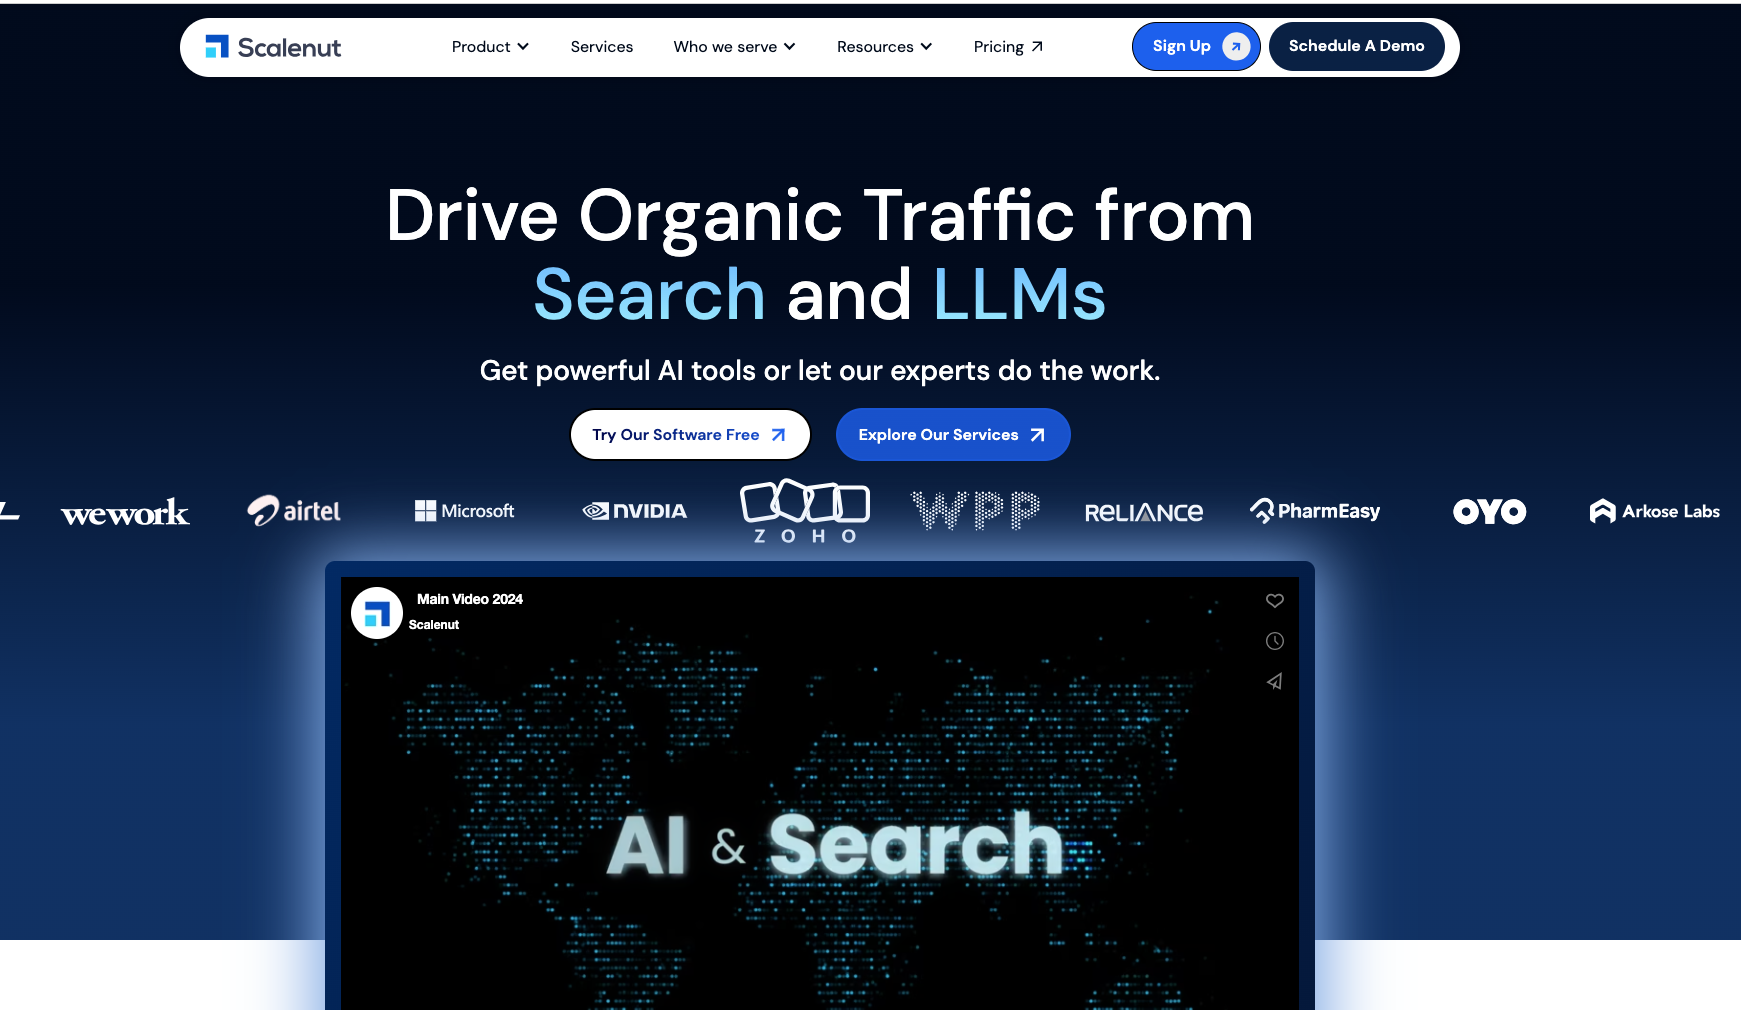 Scalenut
Product
Services
Who we serve
Resources
Pricing
Sign Up
Schedule A Demo
Drive Organic Traffic from
Search and LLMs
Get powerful AI tools or let our experts do the work.
Try Our Software Free
Explore Our Services
wework
airtel
Microsoft
NVIDIA
ZOHO
WPP
RELIANCE
PharmEasy
OYO
Arkose Labs
Main Video 2024
Scalenut
AI & Search